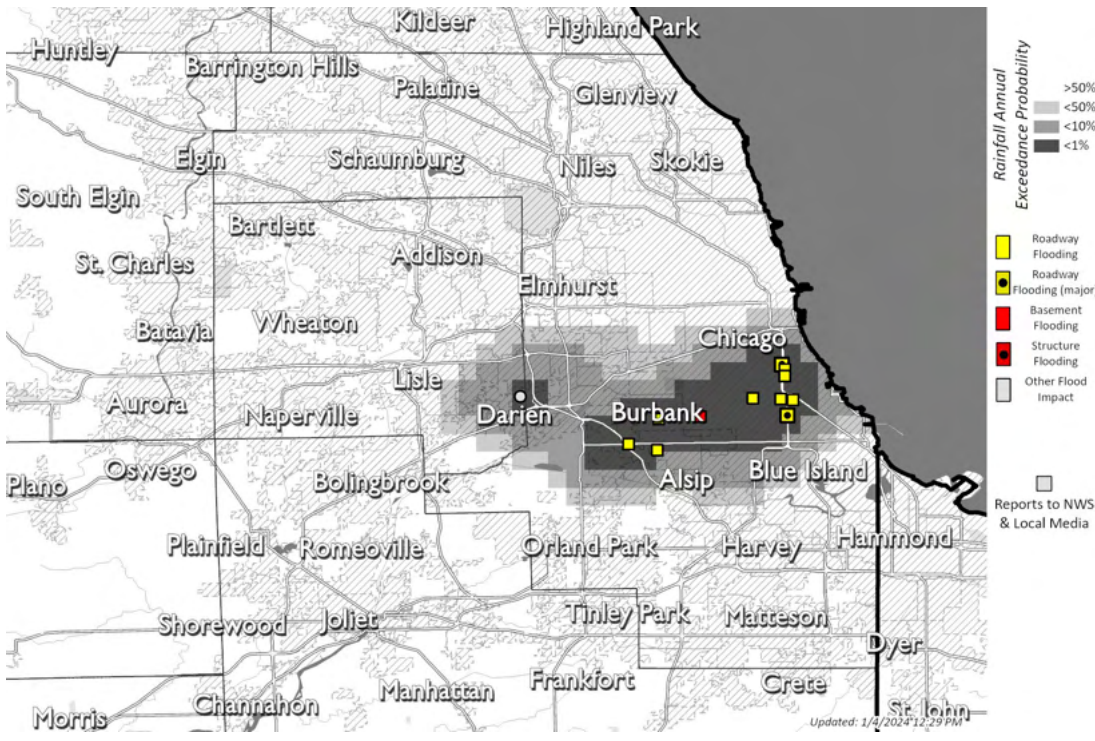 Kildeer
Highland Park
Huntley
Barrington Hills
Palatine
Glenview
Elgin
Schaumburg
Niles
Skokie
South Elgin
Bartlett
St. Charles
Addison
Elmhurst
Batavia
Wheaton
Chicago
Lisle
Aurora
Naperville
Darien
Burbank
Oswego
Plano
Bolingbrook
Alsip
Blue Island
Plainfield
Romeoville
Orland Park
Harvey
Hammond
Shorewood
Joliet
Tinley Park
Matteson
Dyer
Channahon
Manhattan
Frankfort
Crete
Morris
St. John
Updated: 1/4/2024 12:29 PM
Rainfall Annual
Exceedance Probability
>50%
<50%
<10%
<1%
Roadway
Flooding
Roadway
Flooding (major)
Basement
Flooding
Structure
Flooding
Other Flood
Impact
Reports to NWS
& Local Media